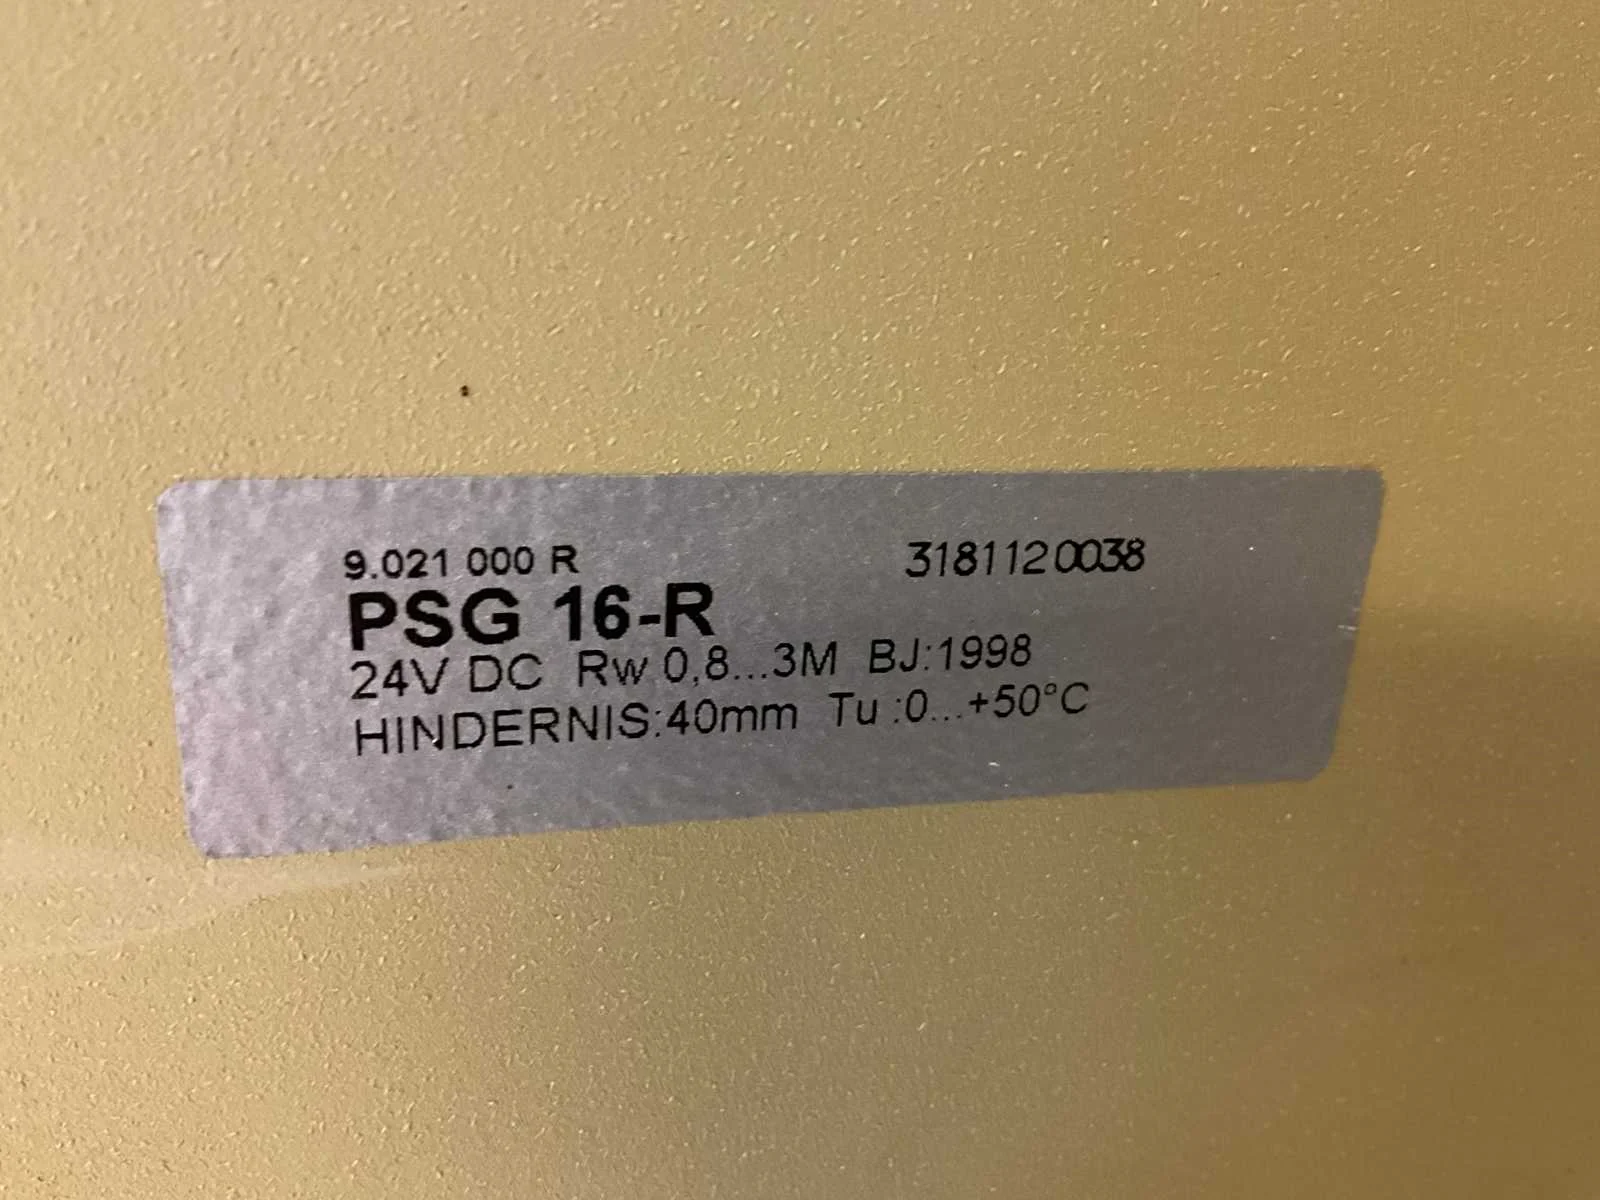 9.021 000 R 3181120038
PSG 16-R
24V DC Rw 0,8...3M BJ:1998
HINDERNIS:40mm Tu :0...+50°C